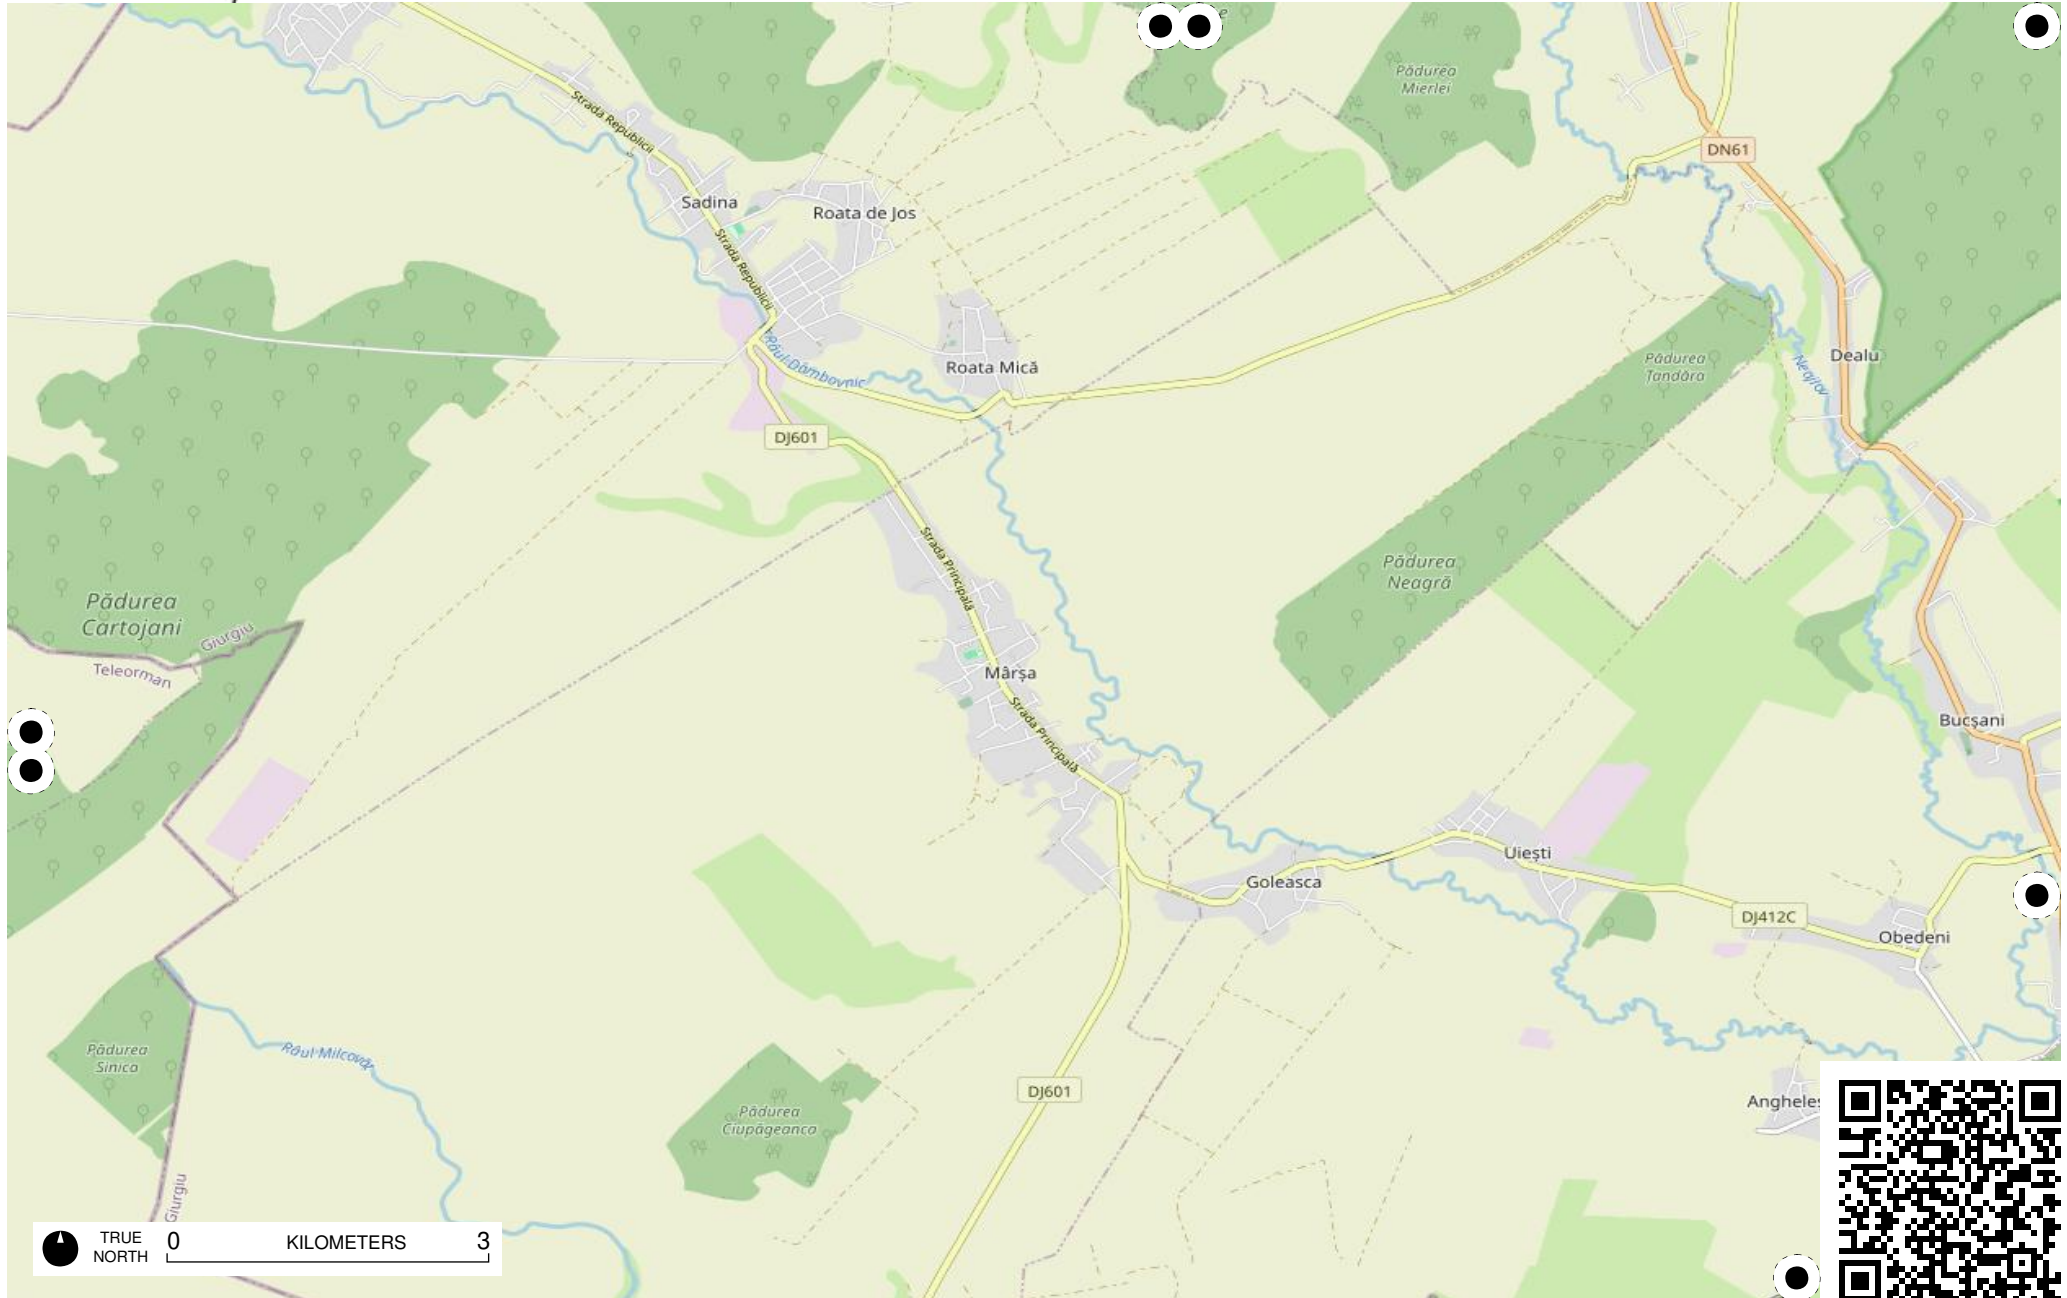 Pădurea
Mierlei
Strada Republicii
DN61
Sadina
Roata de Jos
Strada Republicii
Râul Dâmbovnic
Roata Mică
Pădurea
Țandăra
Neajlov
Dealu
DJ601
Strada Principală
Pădurea
Neagră
Pădurea
Cartojani
Giurgiu
Teleorman
Mârșa
Strada Principală
Bucșani
Uiești
Goleasca
DJ412C
Obedeni
Pădurea
Sinica
Râul Milcovăț
DJ601
Pădurea
Ciupăgeanca
Angheles
Giurgiu
TRUE
NORTH
0 KILOMETERS 3